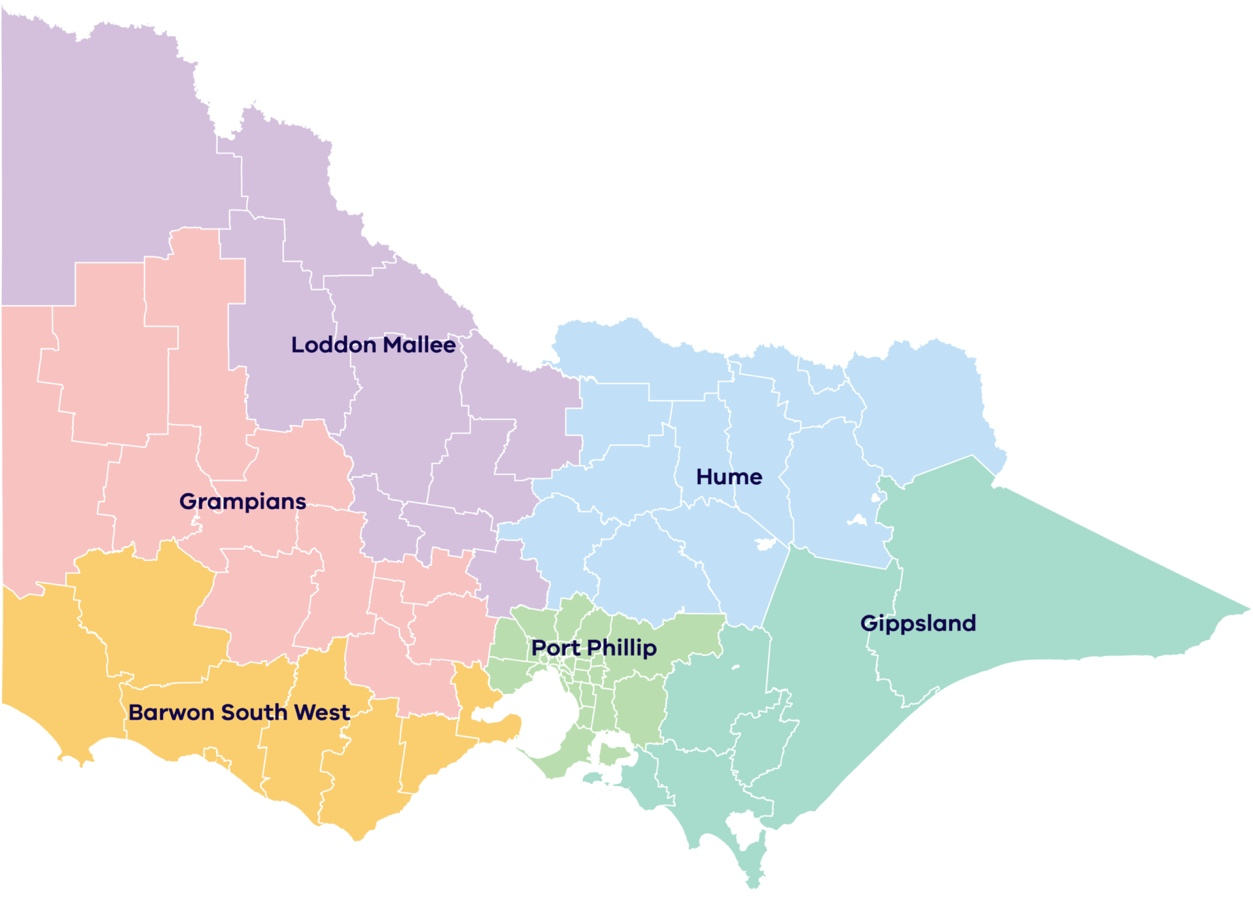 Loddon Mallee
Hume
Grampians
Gippsland
Port Phillip
Barwon South West